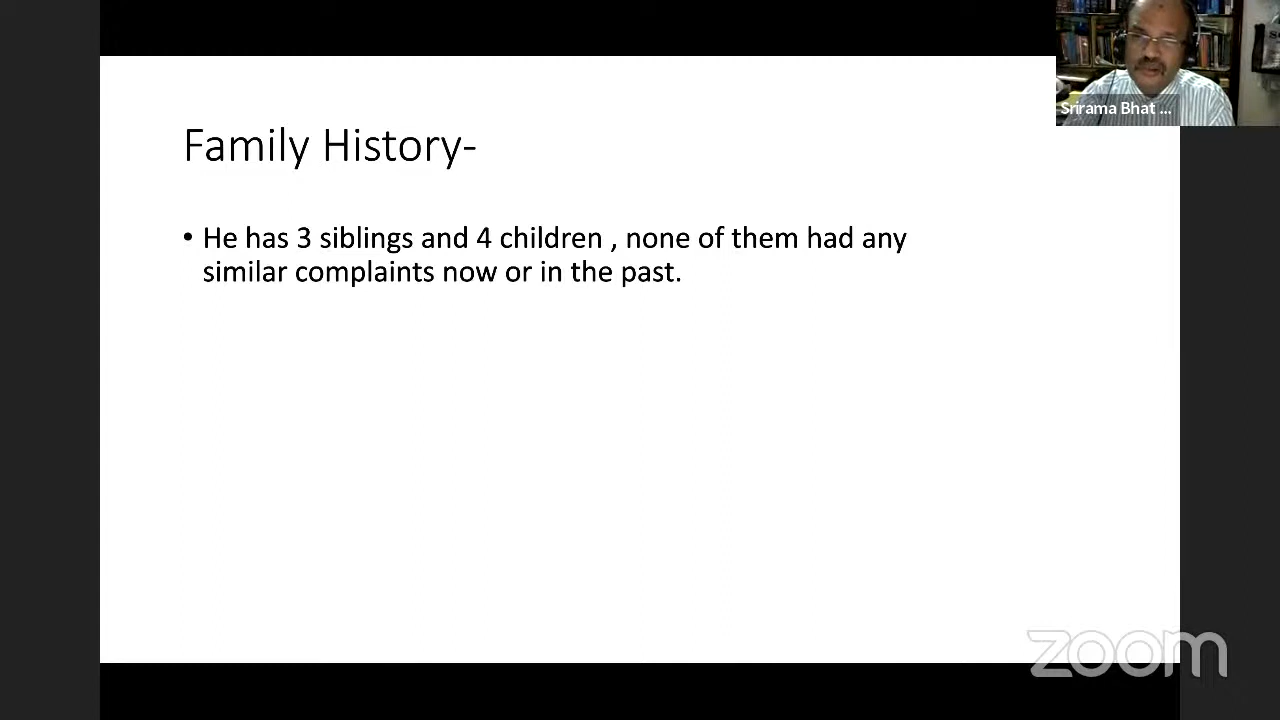 Srirama Bhat ...
Family History-
• He has 3 siblings and 4 children , none of them had any
similar complaints now or in the past.
zoom